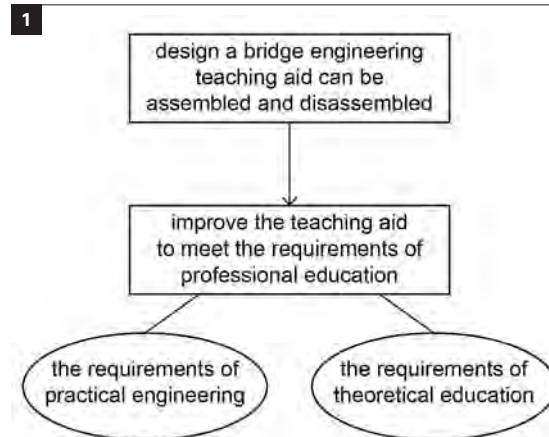 1
design a bridge engineering
teaching aid can be
assembled and disassembled
improve the teaching aid
to meet the requirements of
professional education
the requirements of
practical engineering
the requirements of
theoretical education